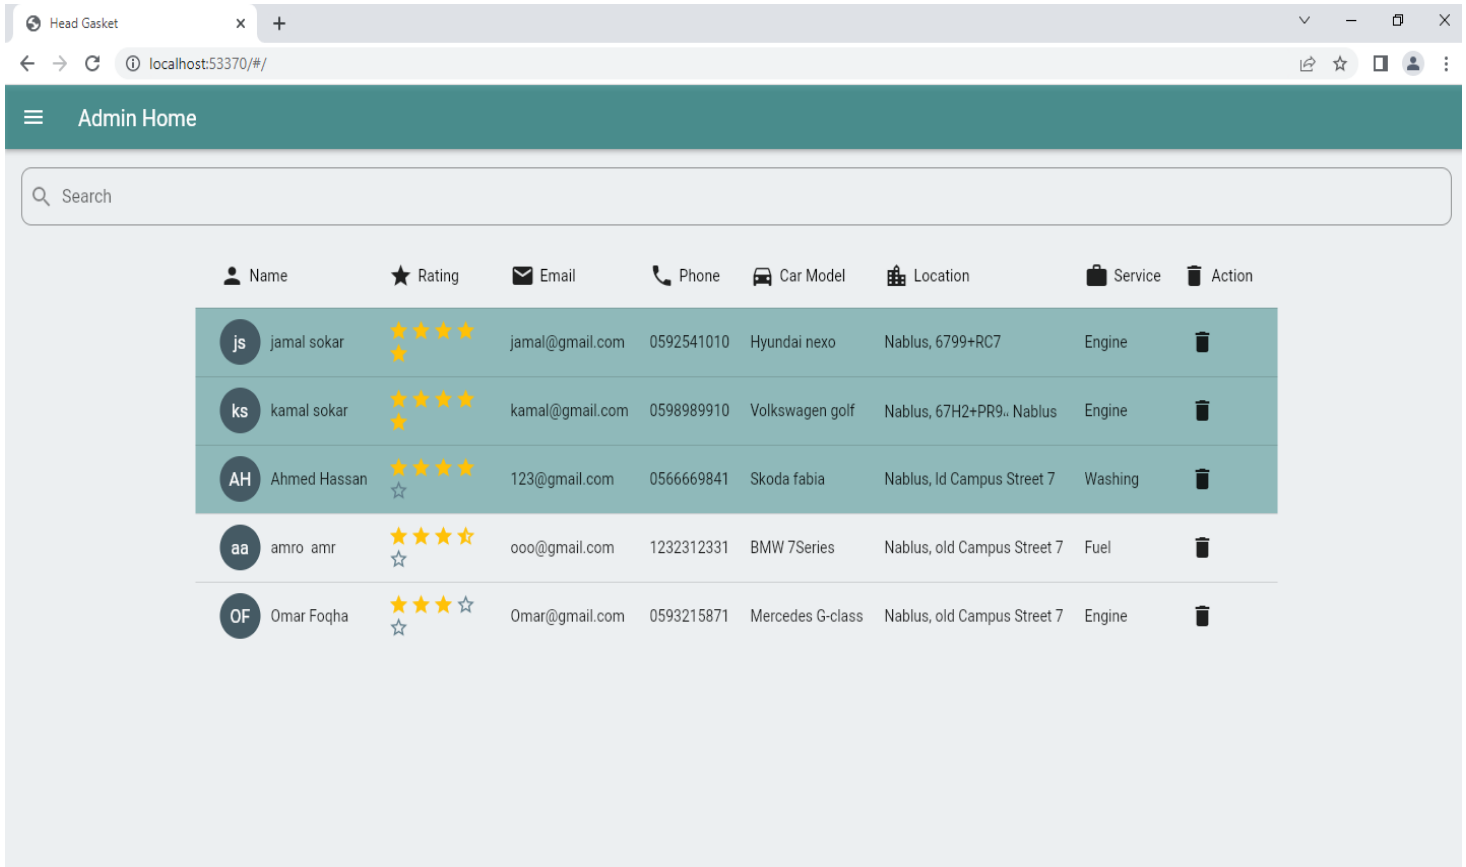 Head Gasket
localhost:53370/#/
Admin Home
Search
Name Rating Email Phone Car Model Location Service Action
js jamal sokar jamal@gmail.com 0592541010 Hyundai nexo Nablus, 6799+RC7 Engine
ks kamal sokar kamal@gmail.com 0598989910 Volkswagen golf Nablus, 67H2+PR9، Nablus Engine
AH Ahmed Hassan 123@gmail.com 0566669841 Skoda fabia Nablus, ld Campus Street 7 Washing
aa amro  amr ooo@gmail.com 1232312331 BMW 7Series Nablus, old Campus Street 7 Fuel
OF Omar Foqha Omar@gmail.com 0593215871 Mercedes G-class Nablus, old Campus Street 7 Engine